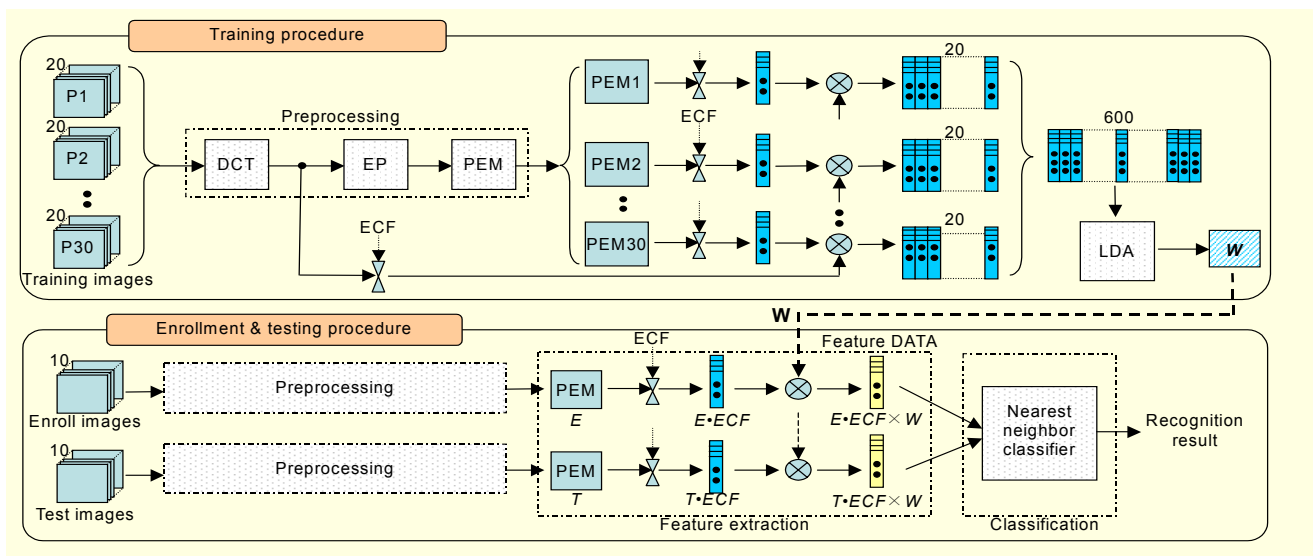 Training procedure
20
P1
20
P2
20
P30
Training images
Preprocessing
DCT
EP
PEM
ECF
PEM1
PEM2
PEM30
ECF
20
20
20
600
LDA
W
W
Enrollment & testing procedure
10
Enroll images
10
Test images
Preprocessing
Preprocessing
ECF
Feature DATA
PEM
E
E•ECF
E•ECF× W
PEM
T
T•ECF
T•ECF× W
Feature extraction
Nearest
neighbor
classifier
Classification
Recognition
result